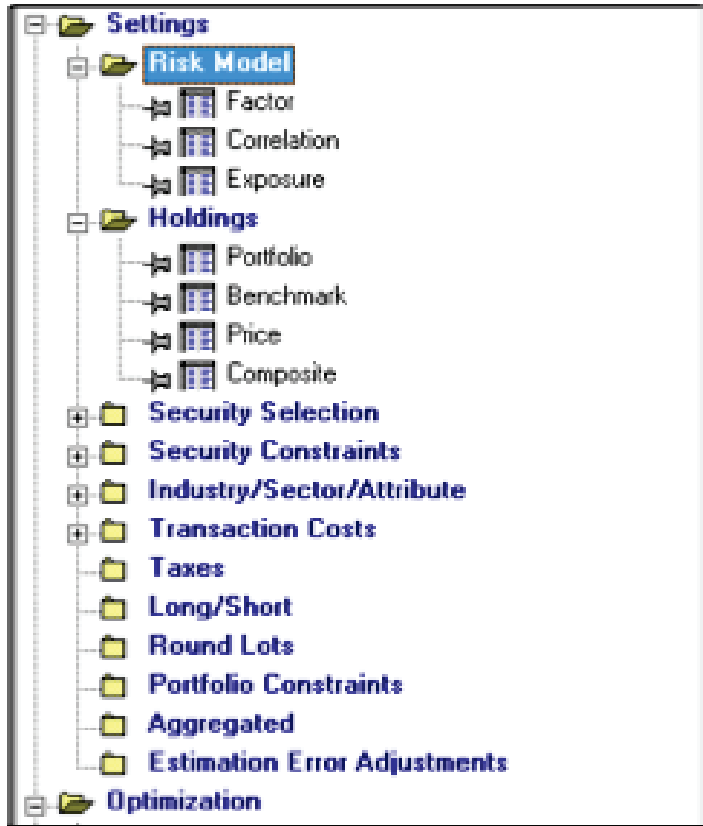 Settings
Risk Model
Factor
Correlation
Exposure
Holdings
Portfolio
Benchmark
Price
Composite
Security Selection
Security Constraints
Industry/Sector/Attribute
Transaction Costs
Taxes
Long/Short
Round Lots
Portfolio Constraints
Aggregated
Estimation Error Adjustments
Optimization